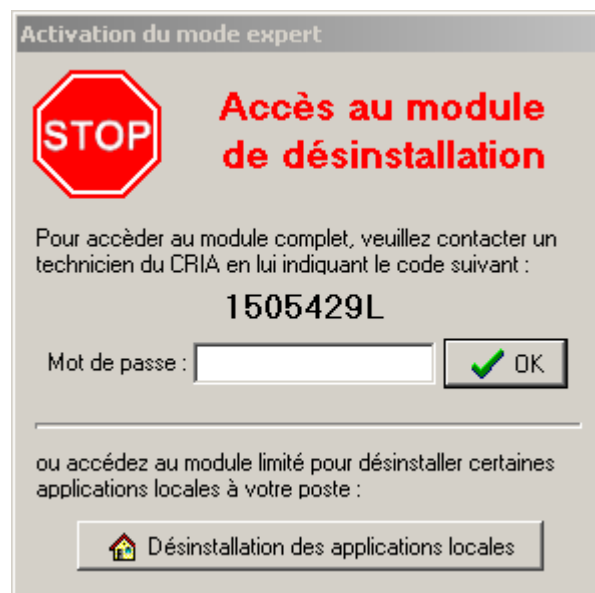 Activation du mode expert
STOP
Accès au module
de désinstallation
Pour accèder au module complet, veuillez contacter un
technicien du CRIA en lui indiquant le code suivant :
1505429L
Mot de passe :
OK
ou accédez au module limité pour désinstaller certaines
applications locales à votre poste :
Désinstallation des applications locales